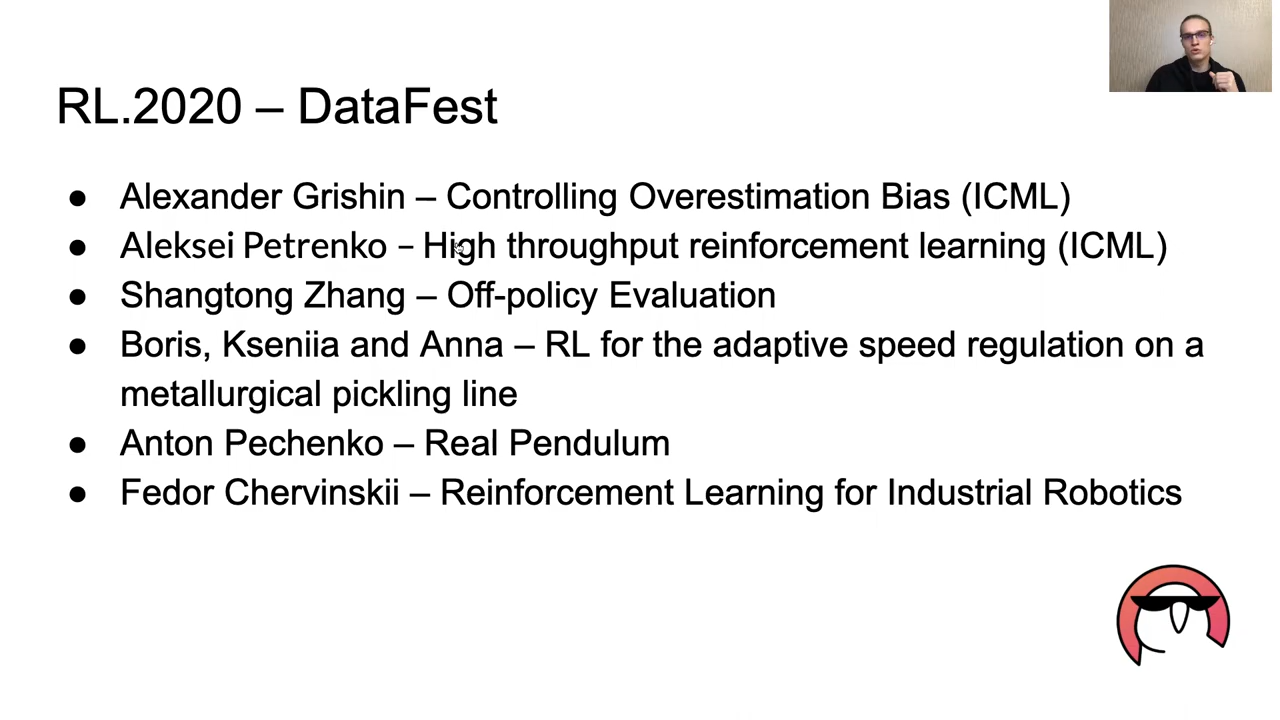 RL.2020 – DataFest
● Alexander Grishin – Controlling Overestimation Bias (ICML)
● Aleksei Petrenko – High throughput reinforcement learning (ICML)
● Shangtong Zhang – Off-policy Evaluation
● Boris, Kseniia and Anna – RL for the adaptive speed regulation on a
metallurgical pickling line
● Anton Pechenko – Real Pendulum
● Fedor Chervinskii – Reinforcement Learning for Industrial Robotics